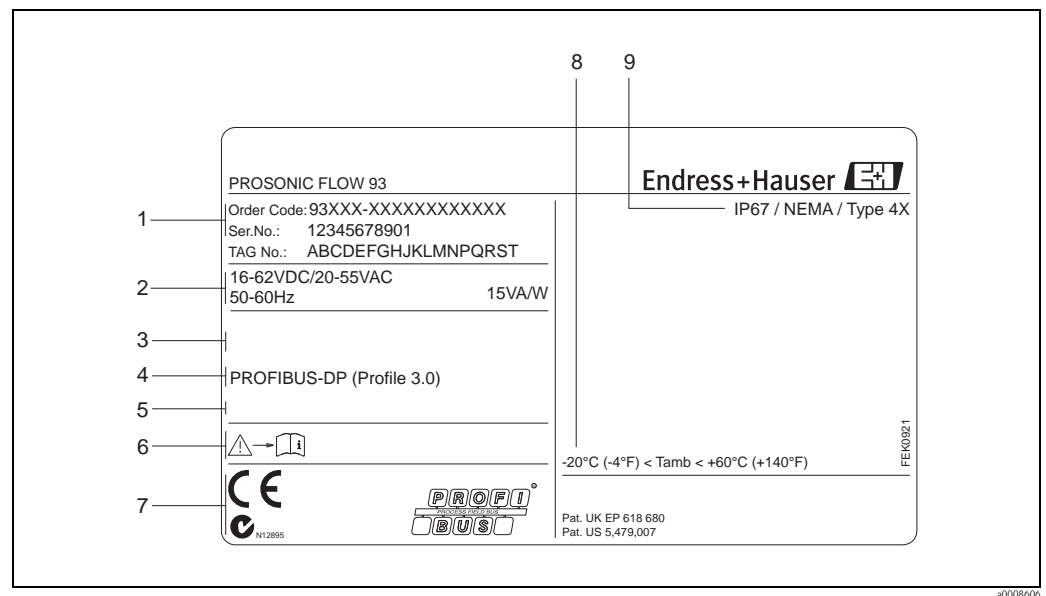 8 9
PROSONIC FLOW 93
Endress+Hauser EH
1
Order Code: 93XXX-XXXXXXXXXXXX
Ser.No.: 12345678901
TAG No.: ABCDEFGHJKLMNPQRST
IP67 / NEMA / Type 4X
2
16-62VDC/20-55VAC
50-60Hz 15VA/W
3
4 PROFIBUS-DP (Profile 3.0)
5
6 i
-20°C (-4°F) < Tamb < +60°C (+140°F)
FEK0921
7
CE
N12895
PROFI
PROCESS FIELD BUS
BUS
®
Pat. UK EP 618 680
Pat. US 5,479,007
a0008606